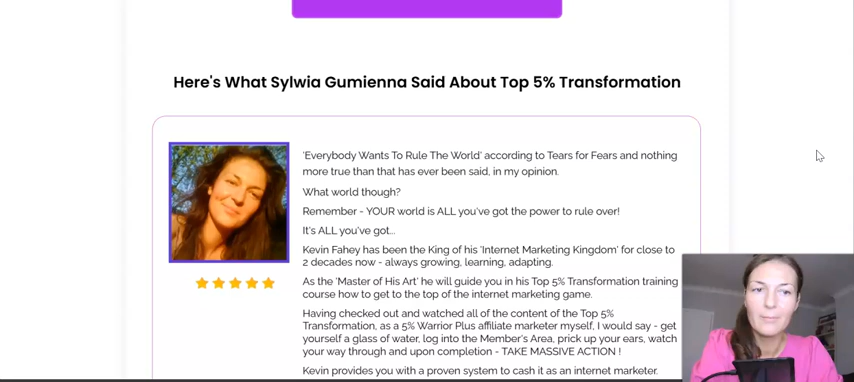 Here's What Sylwia Gumienna Said About Top 5% Transformation
'Everybody Wants To Rule The World' according to Tears for Fears and nothing
more true than that has ever been said, in my opinion.
What world though?
Remember - YOUR world is ALL you've got the power to rule over!
It's ALL you've got...
Kevin Fahey has been the King of his 'Internet Marketing Kingdom' for close to
2 decades now - always growing, learning, adapting.
As the 'Master of His Art' he will guide you in his Top 5% Transformation training
course how to get to the top of the internet marketing game.
Having checked out and watched all of the content of the Top 5%
Transformation, as a 5% Warrior Plus affiliate marketer myself, I would say - get
yourself a glass of water, log into the Member's Area, prick up your ears, watch
your way through and upon completion - TAKE MASSIVE ACTION !
Kevin provides you with a proven system to cash it as an internet marketer.